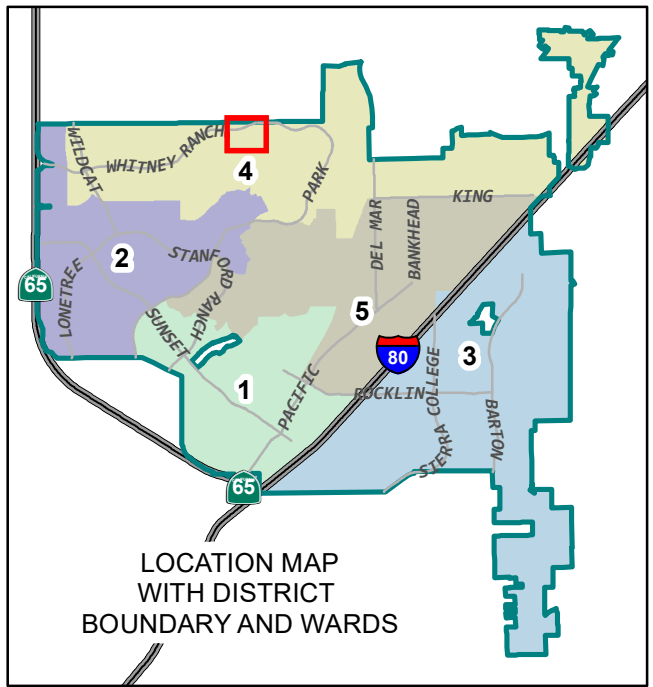 WILDCAT
WHITNEY RANCH
4
PARK
KING
DEL MAR
BANKHEAD
2
STANFORD RANCH
65
LONETREE
SUNSET
5
80
3
1
PACIFIC
ROCKLIN
SIERRA COLLEGE
BARTON
65
LOCATION MAP
WITH DISTRICT
BOUNDARY AND WARDS